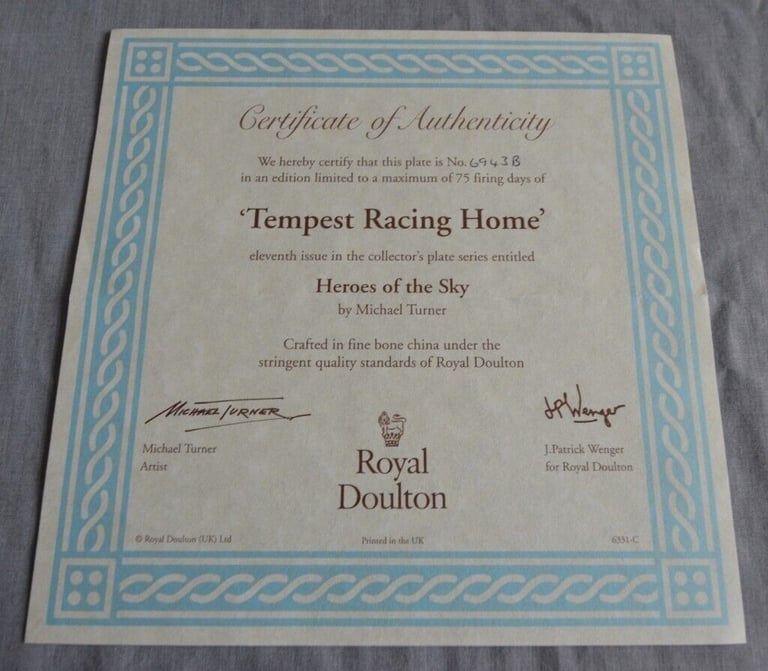 Certificate of Authenticity
We hereby certify that this plate is No. 6943B
in an edition limited to a maximum of 75 firing days of
‘Tempest Racing Home’
eleventh issue in the collector's plate series entitled
Heroes of the Sky
by Michael Turner
Crafted in fine bone china under the
stringent quality standards of Royal Doulton
MICHAEL TURNER
JPWenger
Michael Turner
Artist
J.Patrick Wenger
for Royal Doulton
Royal
Doulton
© Royal Doulton (UK) Ltd
Printed in the UK
6331-C